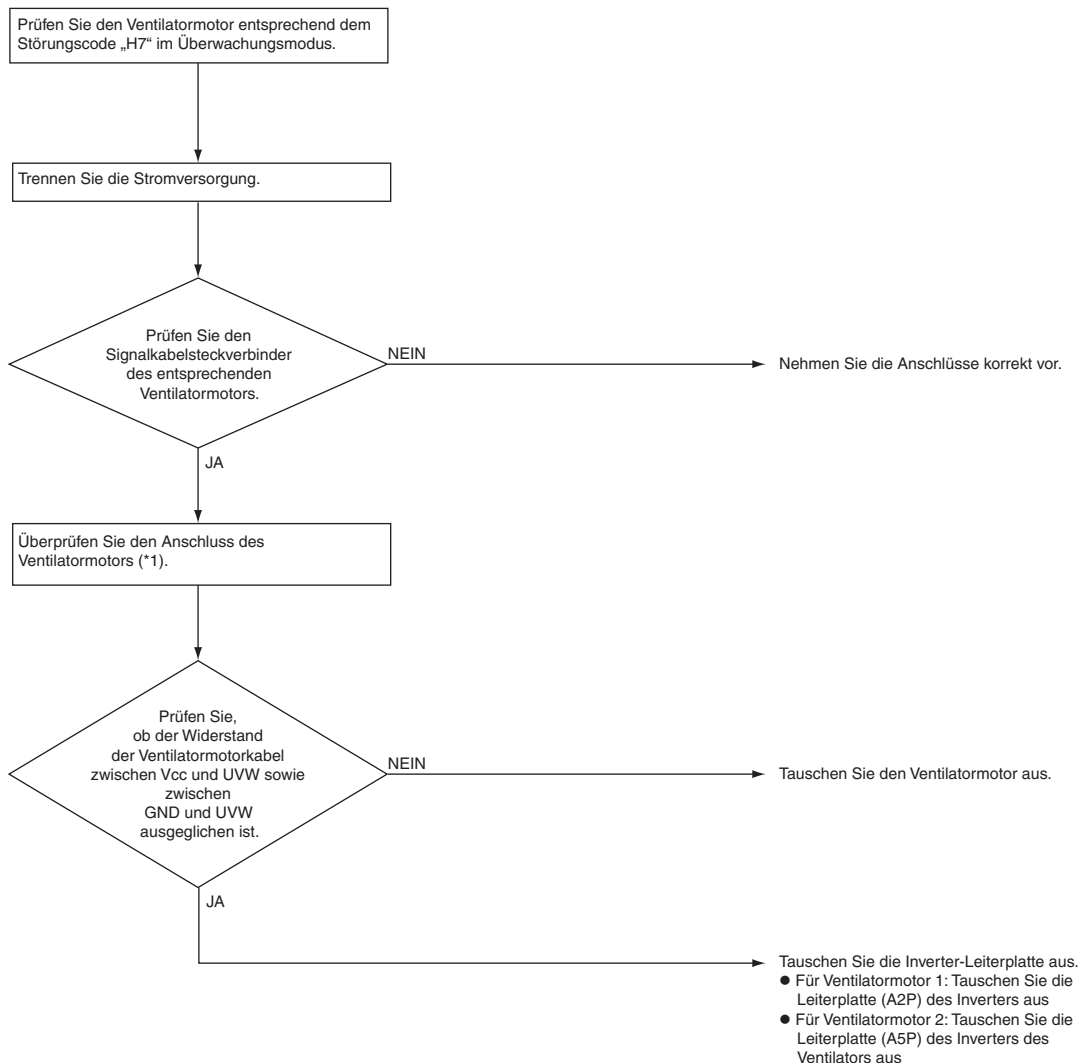 Prüfen Sie den Ventilatormotor entsprechend dem
Störungscode „H7“ im Überwachungsmodus.
Trennen Sie die Stromversorgung.
Prüfen Sie den
Signalkabelsteckverbinder
des entsprechenden
Ventilatormotors.
NEIN
Nehmen Sie die Anschlüsse korrekt vor.
JA
Überprüfen Sie den Anschluss des
Ventilatormotors (*1).
Prüfen Sie,
ob der Widerstand
der Ventilatormotorkabel
zwischen Vcc und UVW sowie
zwischen
GND und UVW
ausgeglichen ist.
NEIN
Tauschen Sie den Ventilatormotor aus.
JA
Tauschen Sie die Inverter-Leiterplatte aus.
● Für Ventilatormotor 1: Tauschen Sie die
Leiterplatte (A2P) des Inverters aus
● Für Ventilatormotor 2: Tauschen Sie die
Leiterplatte (A5P) des Inverters des
Ventilators aus